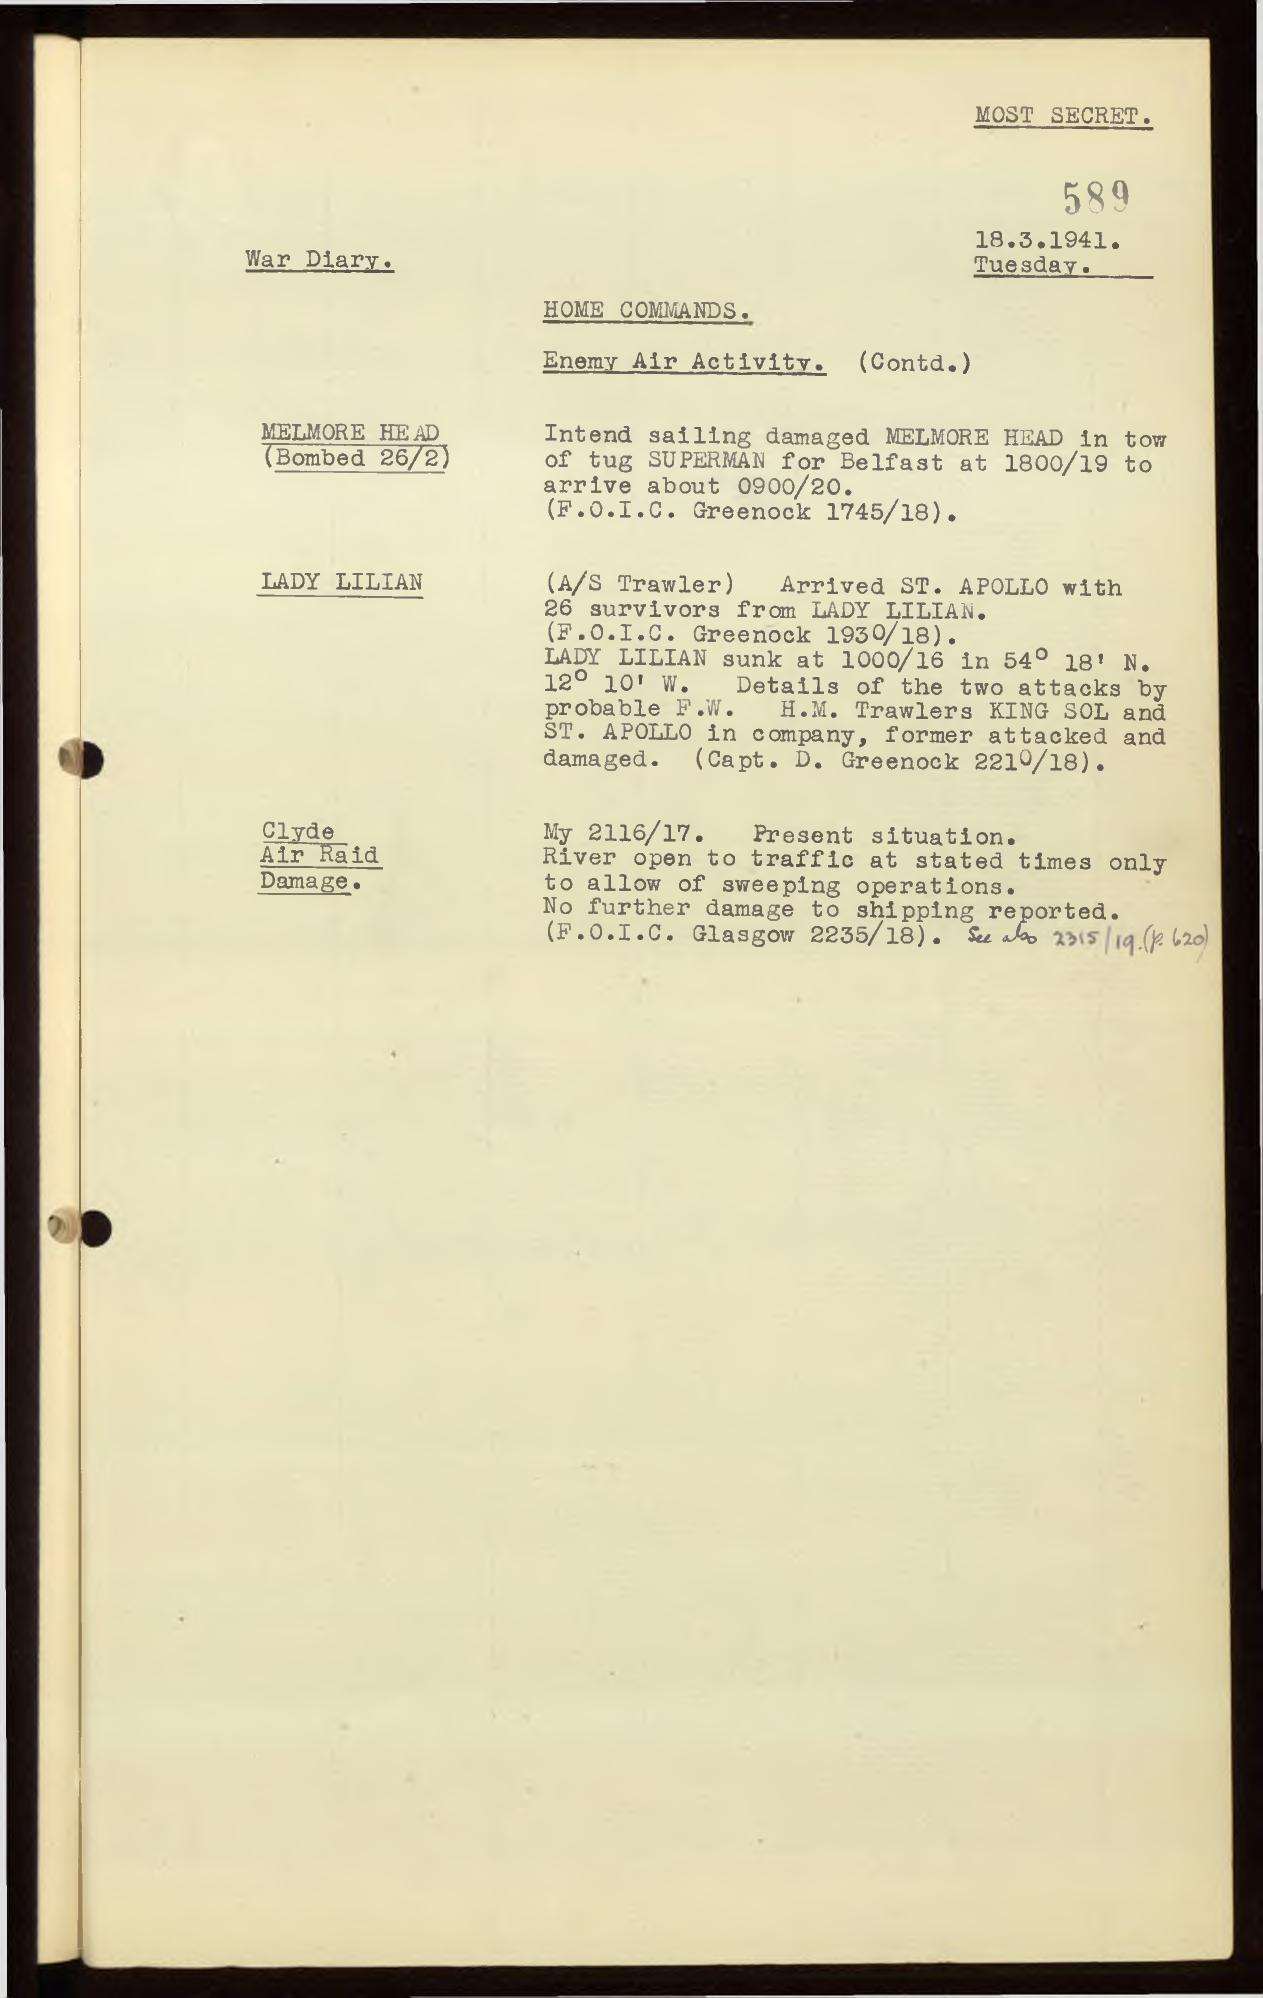 MOST SECRET.
589
18.3.1941.
War Diary.
Tuesday.
HOME COMMANDS.
Enemy Air Activity. (Contd.)
MELMORE HEAD
(Bombed 26/2)
Intend sailing damaged MELMORE HEAD in tow
of tug SUPERMAN for Belfast at 1800/19 to
arrive about 0900/20.
(F.O.I.C. Greenock 1745/18).
LADY LILIAN
(A/S Trawler) Arrived ST. APOLLO with
26 survivors from LADY LILIAN.
(F.O.I.C. Greenock 1930/18).
LADY LILIAN sunk at 1000/16 in 54° 18' N.
12° 10' W. Details of the two attacks by
probable F.W. H.M. Trawlers KING SOL and
ST. APOLLO in company, former attacked and
damaged. (Capt. D. Greenock 2210/18).
Clyde
Air Raid
Damage.
My 2116/17. Present situation.
River open to traffic at stated times only
to allow of sweeping operations.
No further damage to shipping reported.
(F.O.I.C. Glasgow 2235/18). See also 2315/19.(p. 620)